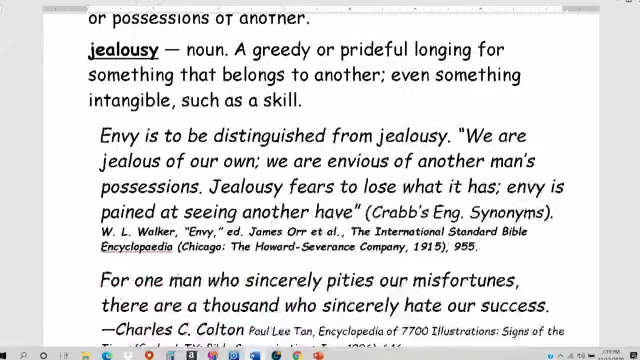 or possessions of another.
jealousy — noun. A greedy or prideful longing for
something that belongs to another; even something
intangible, such as a skill.
Envy is to be distinguished from jealousy. “We are
jealous of our own; we are envious of another man’s
possessions. Jealousy fears to lose what it has; envy is
pained at seeing another have” (Crabb’s Eng. Synonyms).
W. L. Walker, “Envy,” ed. James Orr et al., The International Standard Bible
Encyclopaedia (Chicago: The Howard-Severance Company, 1915), 955.
For one man who sincerely pities our misfortunes,
there are a thousand who sincerely hate our success.
—Charles C. Colton Paul Lee Tan, Encyclopedia of 7700 Illustrations: Signs of the